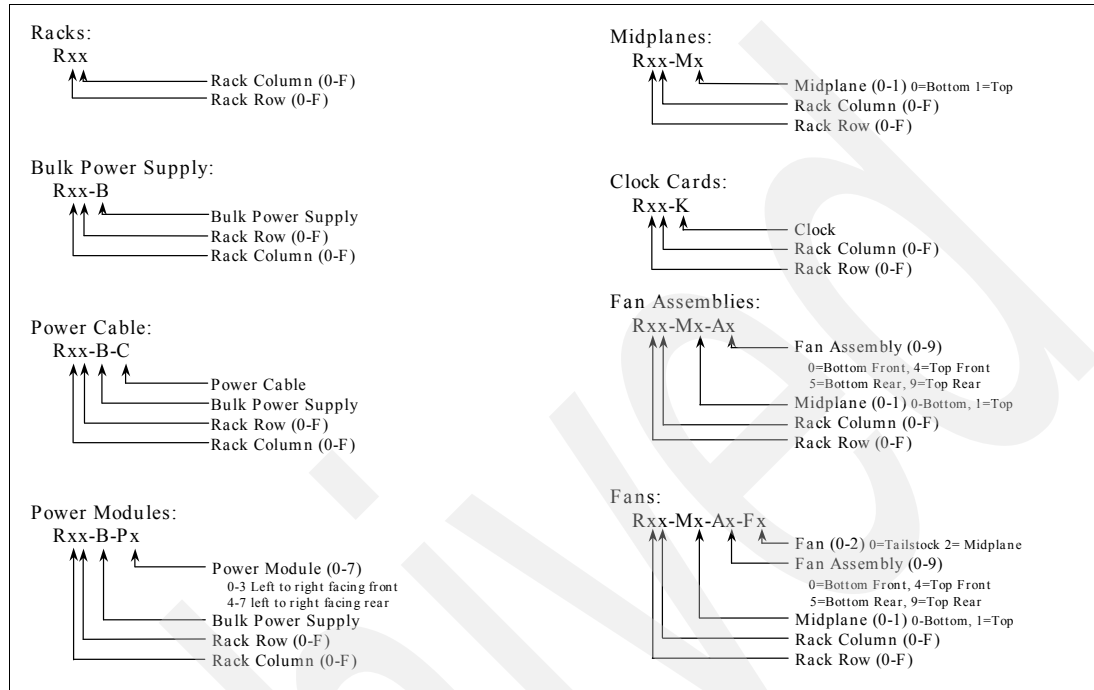 Racks:
Rxx
Rack Column (0-F)
Rack Row (0-F)
Bulk Power Supply:
Rxx-B
Bulk Power Supply
Rack Row (0-F)
Rack Column (0-F)
Power Cable:
Rxx-B-C
Power Cable
Bulk Power Supply
Rack Row (0-F)
Rack Column (0-F)
Power Modules:
Rxx-B-Px
Power Module (0-7)
0-3 Left to right facing front
4-7 left to right facing rear
Bulk Power Supply
Rack Row (0-F)
Rack Column (0-F)
Midplanes:
Rxx-Mx
Midplane (0-1) 0=Bottom 1=Top
Rack Column (0-F)
Rack Row (0-F)
Clock Cards:
Rxx-K
Clock
Rack Column (0-F)
Rack Row (0-F)
Fan Assemblies:
Rxx-Mx-Ax
Fan Assembly (0-9)
0=Bottom Front, 4=Top Front
5=Bottom Rear, 9=Top Rear
Midplane (0-1) 0-Bottom, 1=Top
Rack Column (0-F)
Rack Row (0-F)
Fans:
Rxx-Mx-Ax-Fx
Fan (0-2) 0=Tailstock 2= Midplane
Fan Assembly (0-9)
0=Bottom Front, 4=Top Front
5=Bottom Rear, 9=Top Rear
Midplane (0-1) 0-Bottom, 1=Top
Rack Column (0-F)
Rack Row (0-F)